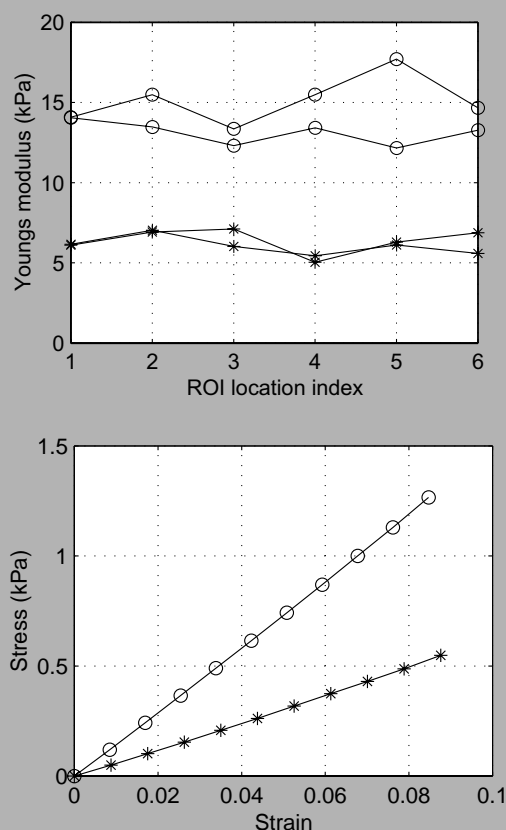 20
15
10
5
0
Youngs modulus (kPa)
1 2 3 4 5 6
ROI location index
1.5
1
0.5
0
Stress (kPa)
0 0.02 0.04 0.06 0.08 0.1
Strain